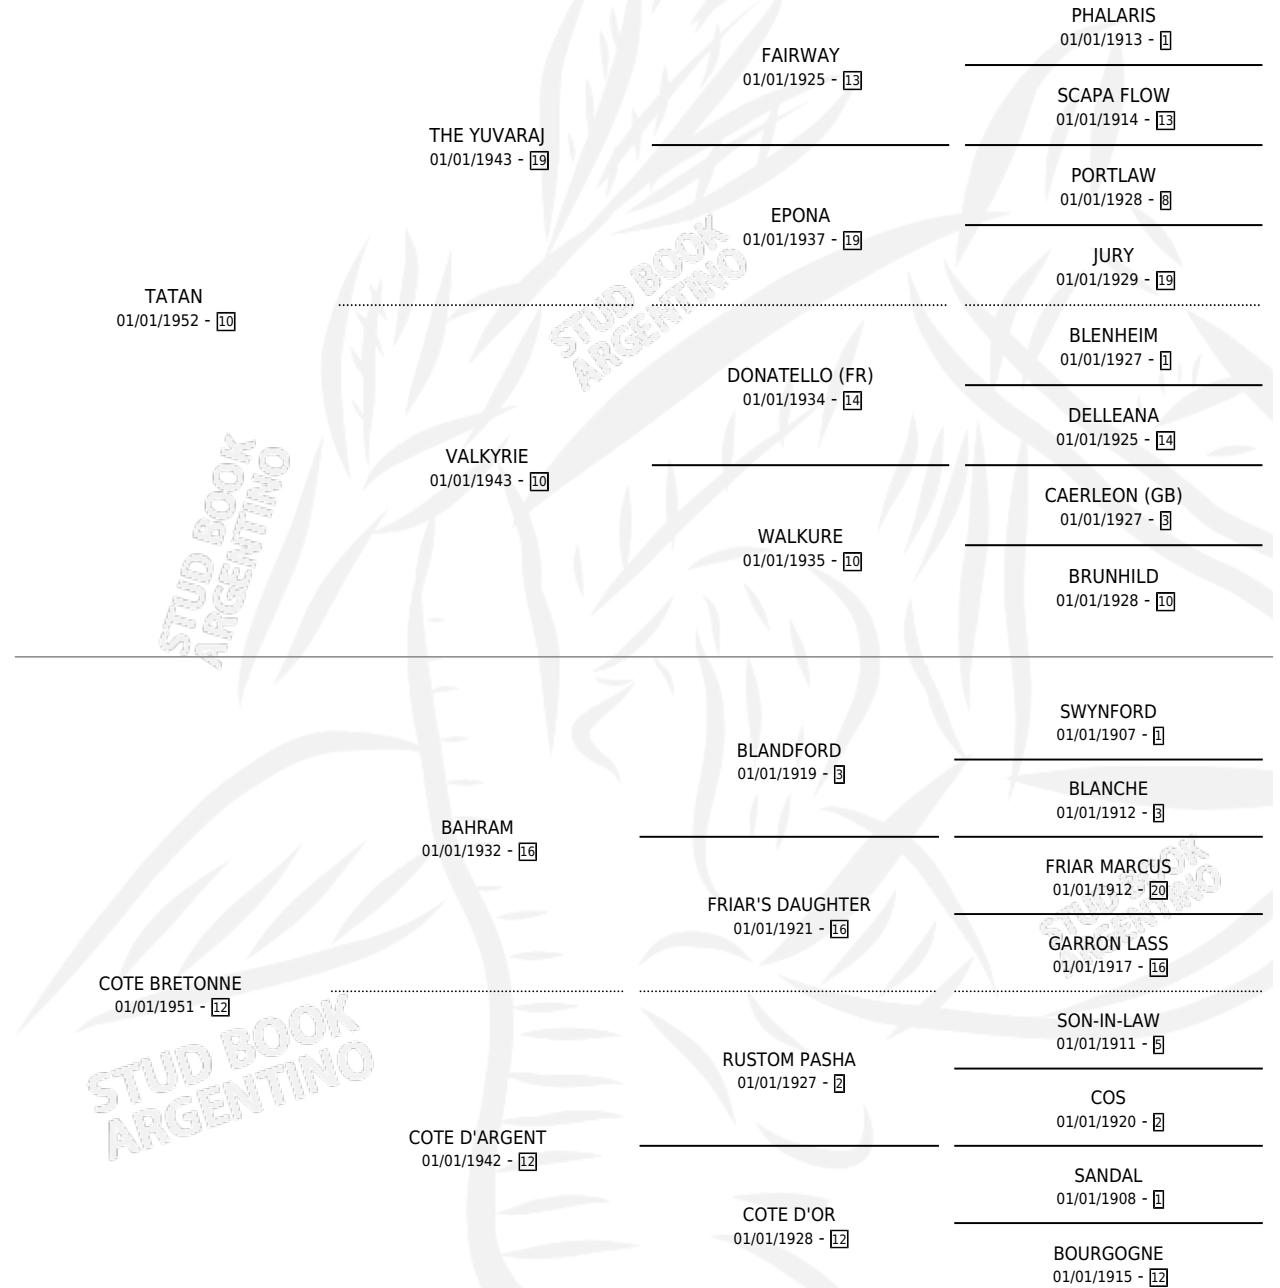 PHALARIS
01/01/1913 - 1
FAIRWAY
01/01/1925 - 13
SCAPA FLOW
01/01/1914 - 13
THE YUVARAJ
01/01/1943 - 19
PORTLAW
01/01/1928 - 8
EPONA
01/01/1937 - 19
JURY
01/01/1929 - 19
TATAN
01/01/1952 - 10
BLENHEIM
01/01/1927 - 1
DONATELLO (FR)
01/01/1934 - 14
DELLEANA
01/01/1925 - 14
VALKYRIE
01/01/1943 - 10
CAERLEON (GB)
01/01/1927 - 3
WALKURE
01/01/1935 - 10
BRUNHILD
01/01/1928 - 10
SWYNFORD
01/01/1907 - 1
BLANDFORD
01/01/1919 - 3
BLANCHE
01/01/1912 - 3
BAHRAM
01/01/1932 - 16
FRIAR MARCUS
01/01/1912 - 20
FRIAR'S DAUGHTER
01/01/1921 - 16
GARRON LASS
01/01/1917 - 16
COTE BRETONNE
01/01/1951 - 12
SON-IN-LAW
01/01/1911 - 5
RUSTOM PASHA
01/01/1927 - 2
COS
01/01/1920 - 2
COTE D'ARGENT
01/01/1942 - 12
SANDAL
01/01/1908 - 1
COTE D'OR
01/01/1928 - 12
BOURGOGNE
01/01/1915 - 12
STUD BOOK
ARGENTINO
STUD BOOK
ARGENTINO
STUD BOOK
ARGENTINO
STUD BOOK
ARGENTINO